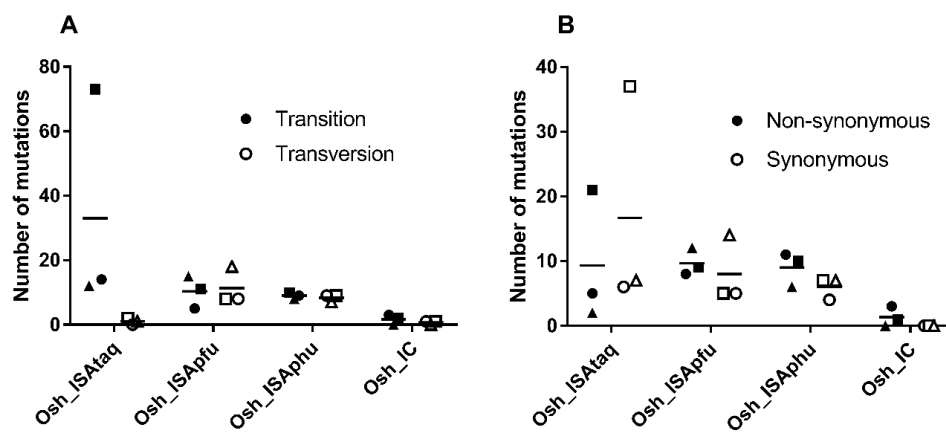 A
Number of mutations
80
60
40
20
0
Transition
Transversion
Osh_ISAtaq
Osh_ISApfu
Osh_ISAphu
Osh_IC
B
Number of mutations
40
30
20
10
0
Non-synonymous
Synonymous
Osh_ISAtaq
Osh_ISApfu
Osh_ISAphu
Osh_IC